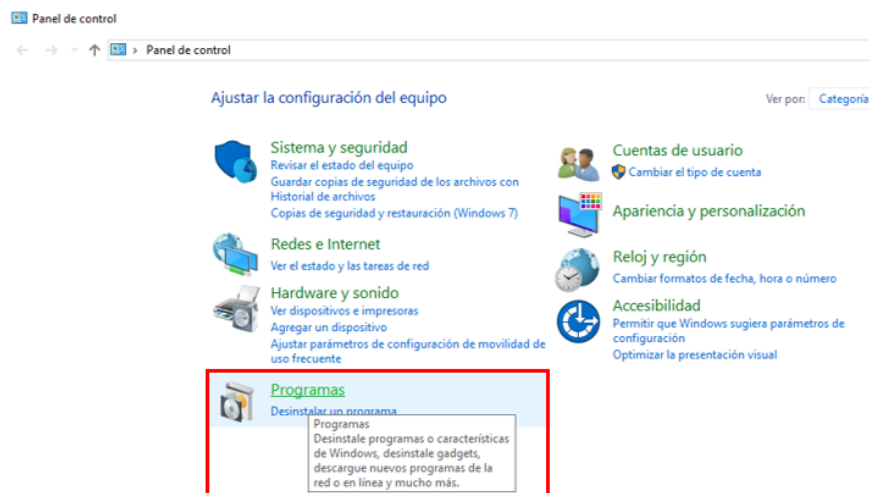 Panel de control
Panel de control
Ajustar la configuración del equipo
Ver por: Categoría
Sistema y seguridad
Revisar el estado del equipo
Guardar copias de seguridad de los archivos con
Historial de archivos
Copias de seguridad y restauración (Windows 7)
Redes e Internet
Ver el estado y las tareas de red
Hardware y sonido
Ver dispositivos e impresoras
Agregar un dispositivo
Ajustar parámetros de configuración de movilidad de
uso frecuente
Programas
Desinstalar un programa
Programas
Desinstale programas o características
de Windows, desinstale gadgets,
descargue nuevos programas de la
red o en línea y mucho más.
Cuentas de usuario
Cambiar el tipo de cuenta
Apariencia y personalización
Reloj y región
Cambiar formatos de fecha, hora o número
Accesibilidad
Permitir que Windows sugiera parámetros de
configuración
Optimizar la presentación visual